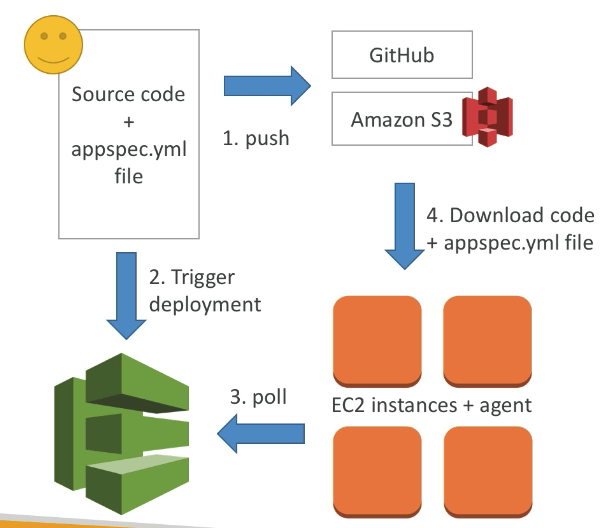 Source code
+
appspec.yml
file
1. push
GitHub
Amazon S3
2. Trigger
deployment
4. Download code
+ appspec.yml file
3. poll
EC2 instances + agent